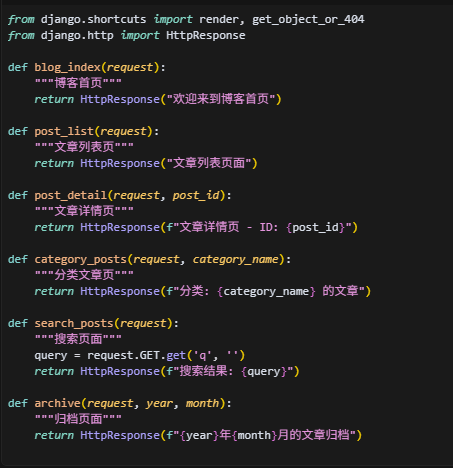 from django.shortcuts import render, get_object_or_404
from django.http import HttpResponse

def blog_index(request):
    """博客首页"""
    return HttpResponse("欢迎来到博客首页")

def post_list(request):
    """文章列表页"""
    return HttpResponse("文章列表页面")

def post_detail(request, post_id):
    """文章详情页"""
    return HttpResponse(f"文章详情页 - ID: {post_id}")

def category_posts(request, category_name):
    """分类文章页"""
    return HttpResponse(f"分类: {category_name} 的文章")

def search_posts(request):
    """搜索页面"""
    query = request.GET.get('q', '')
    return HttpResponse(f"搜索结果: {query}")

def archive(request, year, month):
    """归档页面"""
    return HttpResponse(f"{year}年{month}月的文章归档")